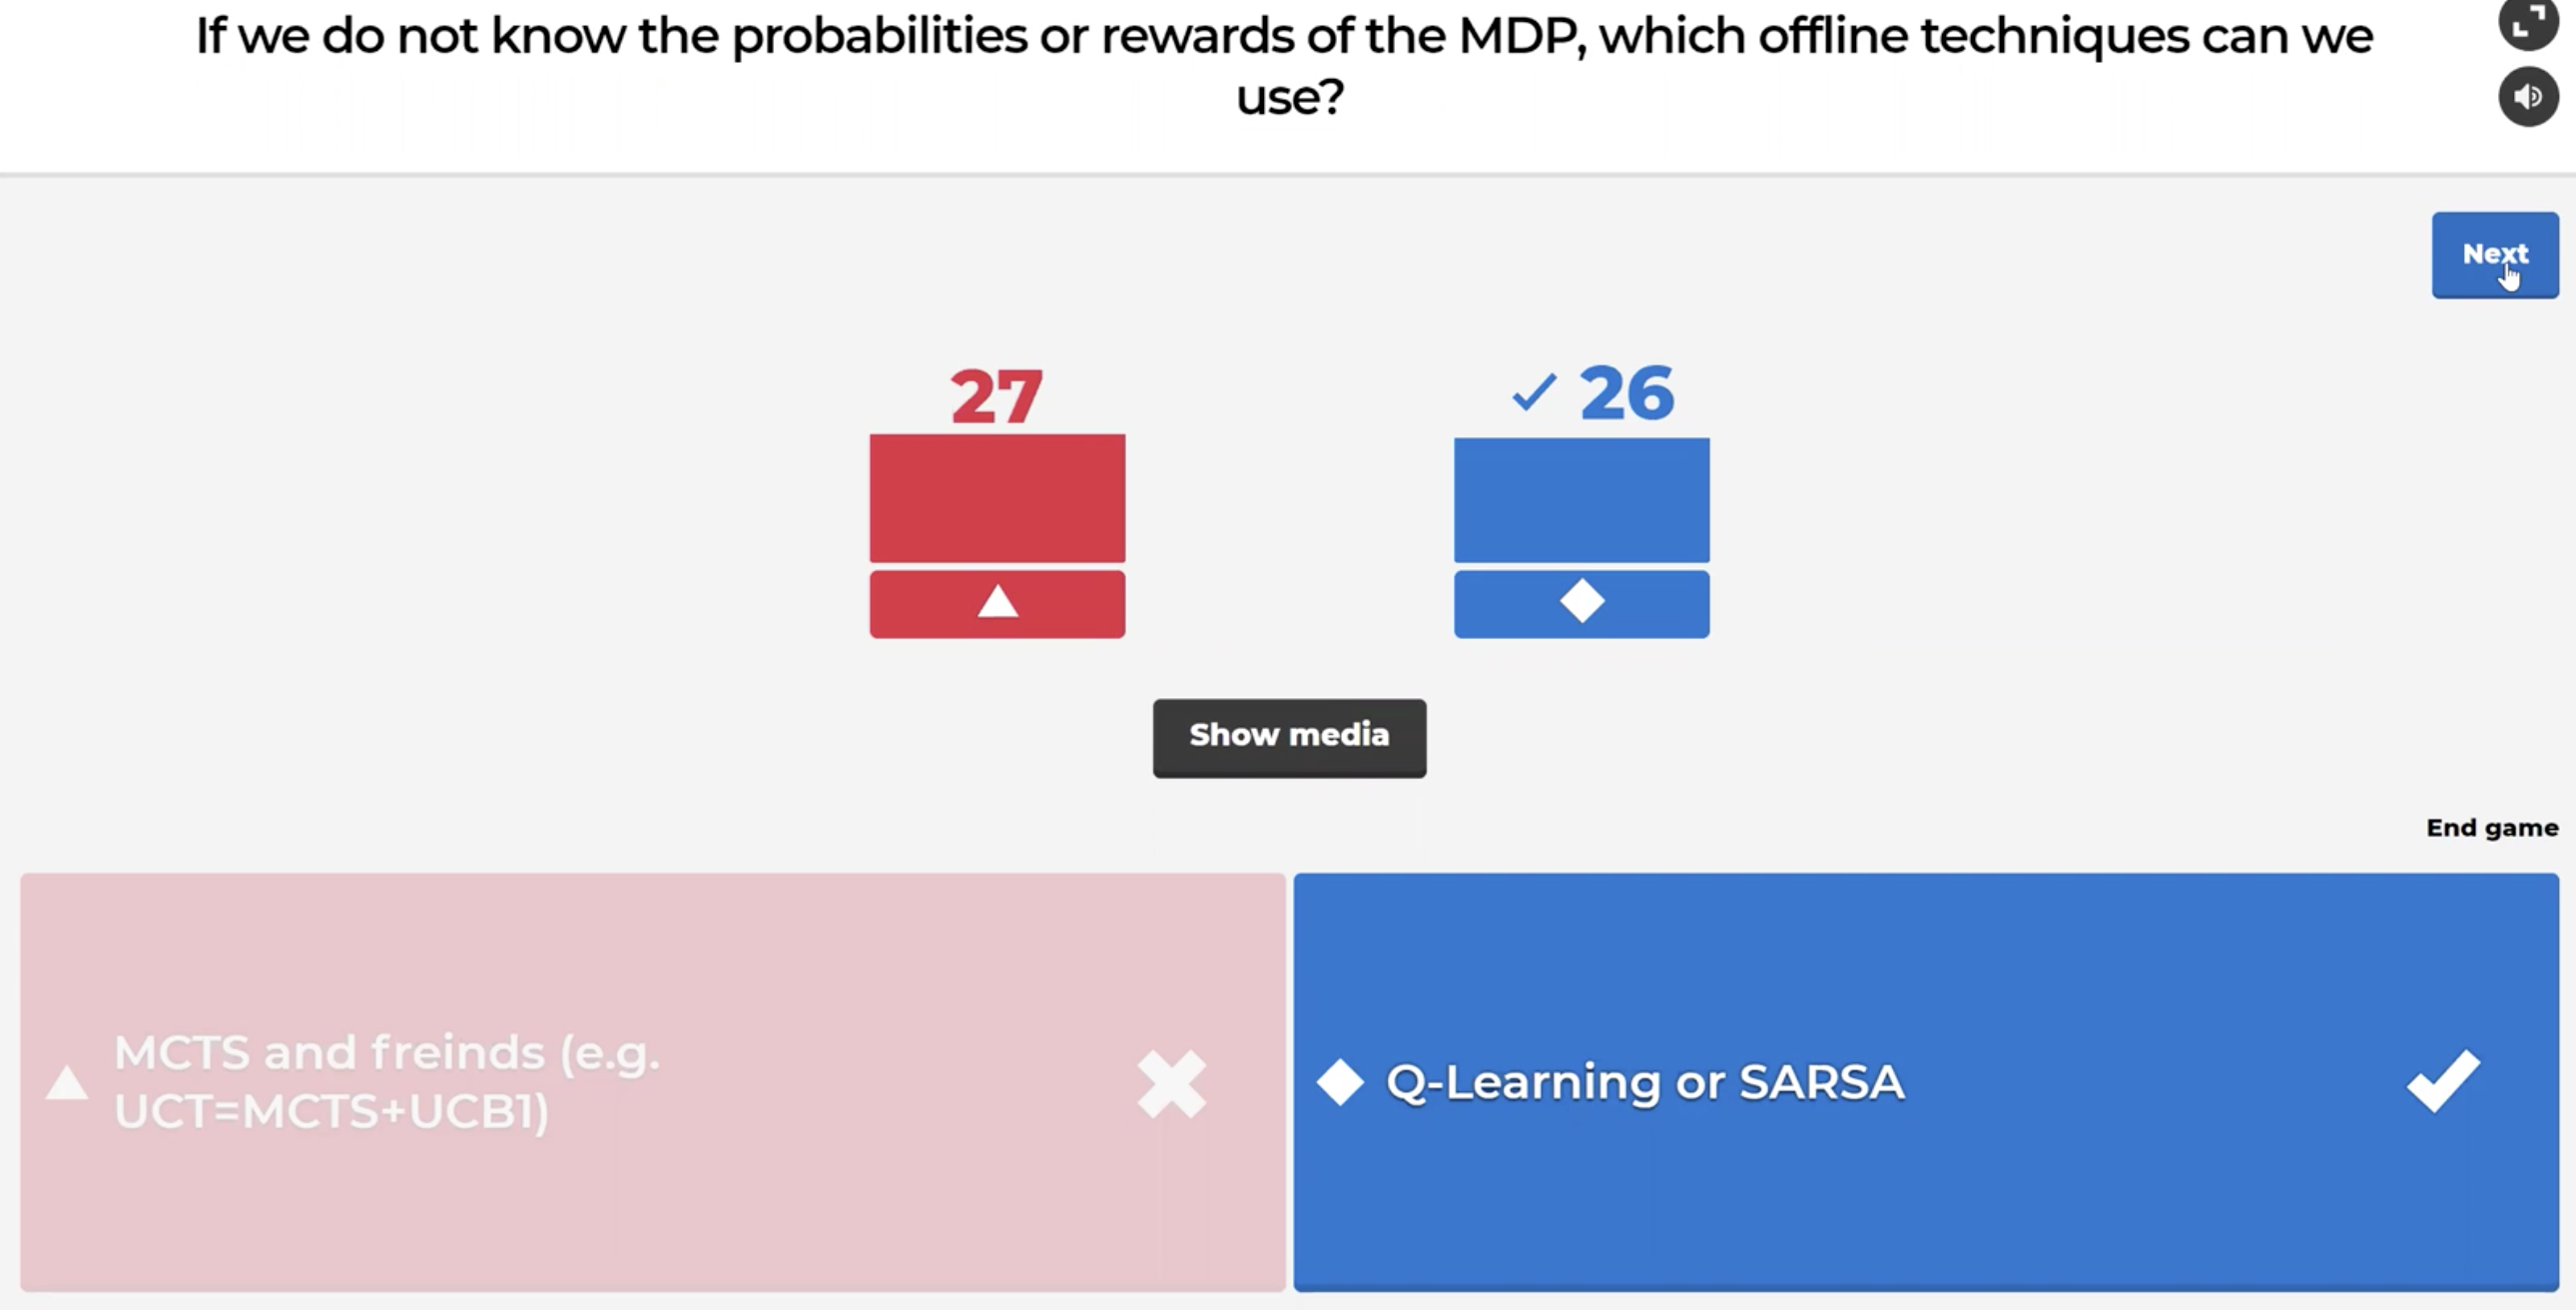 If we do not know the probabilities or rewards of the MDP, which offline techniques can we
use?
Next
27
26
Show media
End game
MCTS and freinds (e.g.
UCT=MCTS+UCB1)
Q-Learning or SARSA